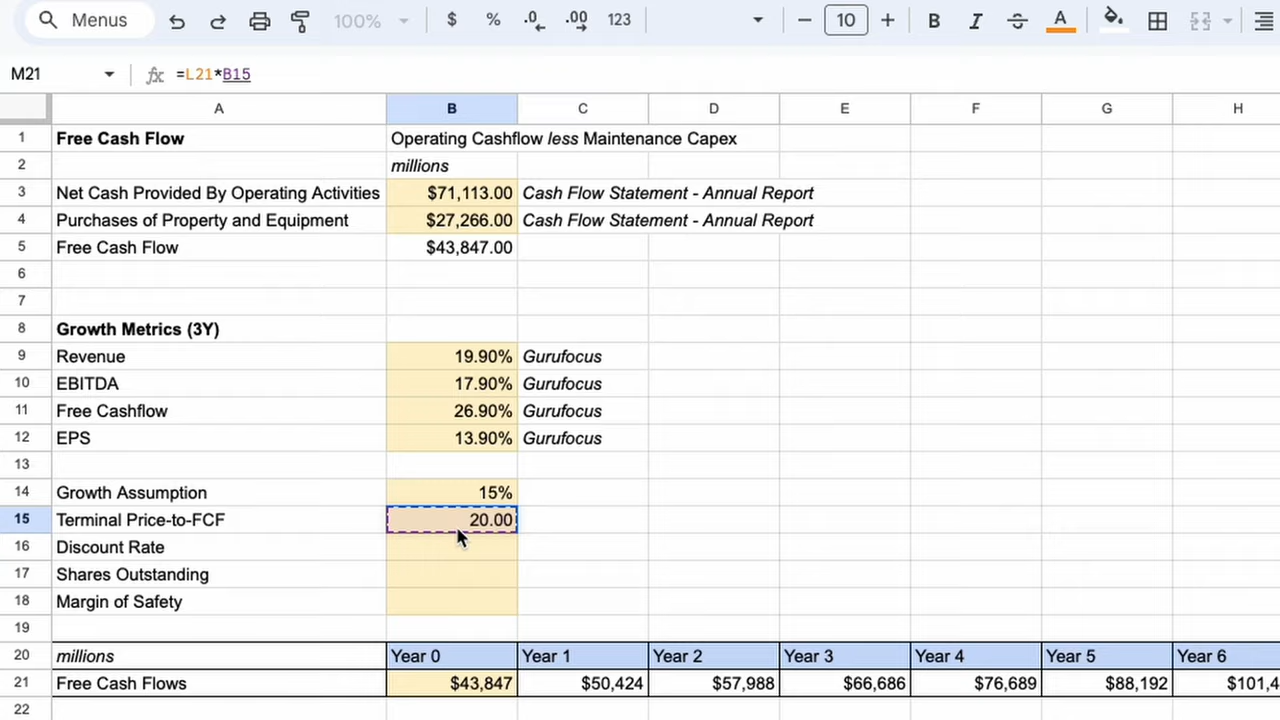 Menus 100% $ % .0 .00 123 10 B I S A
M21 fx =L21*B15
A B C D E F G H
1 Free Cash Flow Operating Cashflow less Maintenance Capex
2 millions
3 Net Cash Provided By Operating Activities $71,113.00 Cash Flow Statement - Annual Report
4 Purchases of Property and Equipment $27,266.00 Cash Flow Statement - Annual Report
5 Free Cash Flow $43,847.00
6
7
8 Growth Metrics (3Y)
9 Revenue 19.90% Gurufocus
10 EBITDA 17.90% Gurufocus
11 Free Cashflow 26.90% Gurufocus
12 EPS 13.90% Gurufocus
13
14 Growth Assumption 15%
15 Terminal Price-to-FCF 20.00
16 Discount Rate
17 Shares Outstanding
18 Margin of Safety
19
20 millions Year 0 Year 1 Year 2 Year 3 Year 4 Year 5 Year 6
21 Free Cash Flows $43,847 $50,424 $57,988 $66,686 $76,689 $88,192 $101,4
22